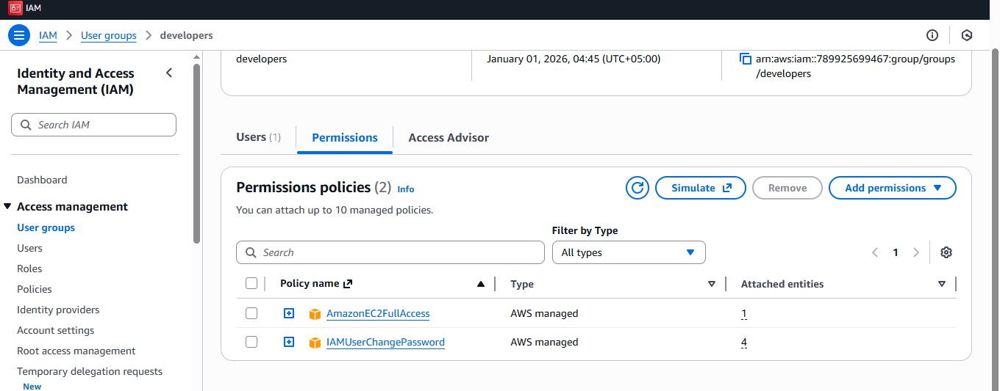 IAM
IAM > User groups > developers
Identity and Access
Management (IAM)
Search IAM
Dashboard
Access management
User groups
Users
Roles
Policies
Identity providers
Account settings
Root access management
Temporary delegation requests
New
developers
January 01, 2026, 04:45 (UTC+05:00)
arn:aws:iam::789925699467:group/groups
/developers
Users (1)
Permissions
Access Advisor
Permissions policies (2) Info
Simulate
Remove
Add permissions
You can attach up to 10 managed policies.
Filter by Type
Search
All types
1
Policy name Type Attached entities
AmazonEC2FullAccess AWS managed 1
IAMUserChangePassword AWS managed 4